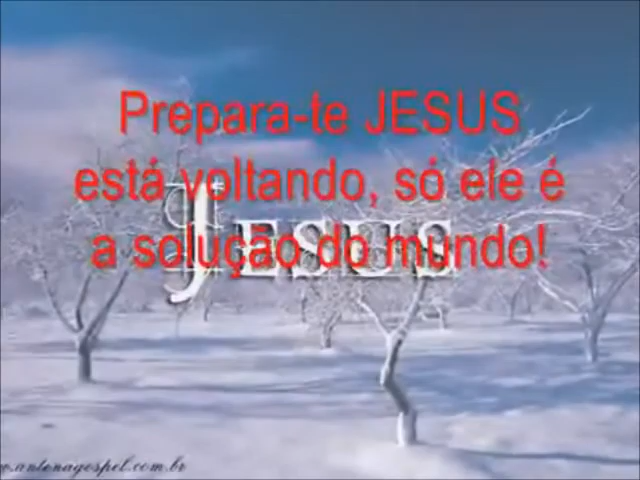 Prepara-te JESUS
está voltando, só ele é
a solução do mundo!
JESUS
www.antenagospel.com.br